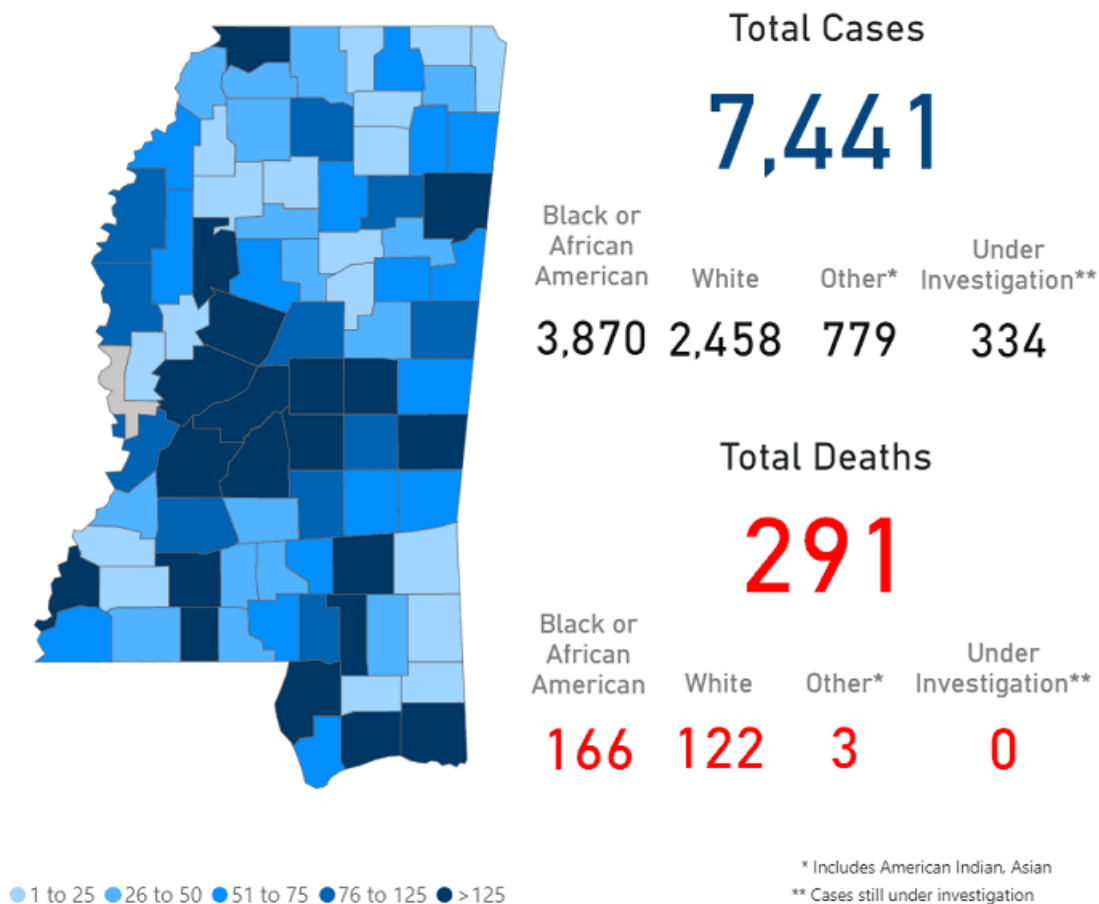 Total Cases
7,441
Black or
African
American
White
Other*
Under
Investigation**
3,870
2,458
779
334
Total Deaths
291
Black or
African
American
White
Other*
Under
Investigation**
166
122
3
0
* Includes American Indian, Asian
** Cases still under investigation
1 to 25
26 to 50
51 to 75
76 to 125
>125